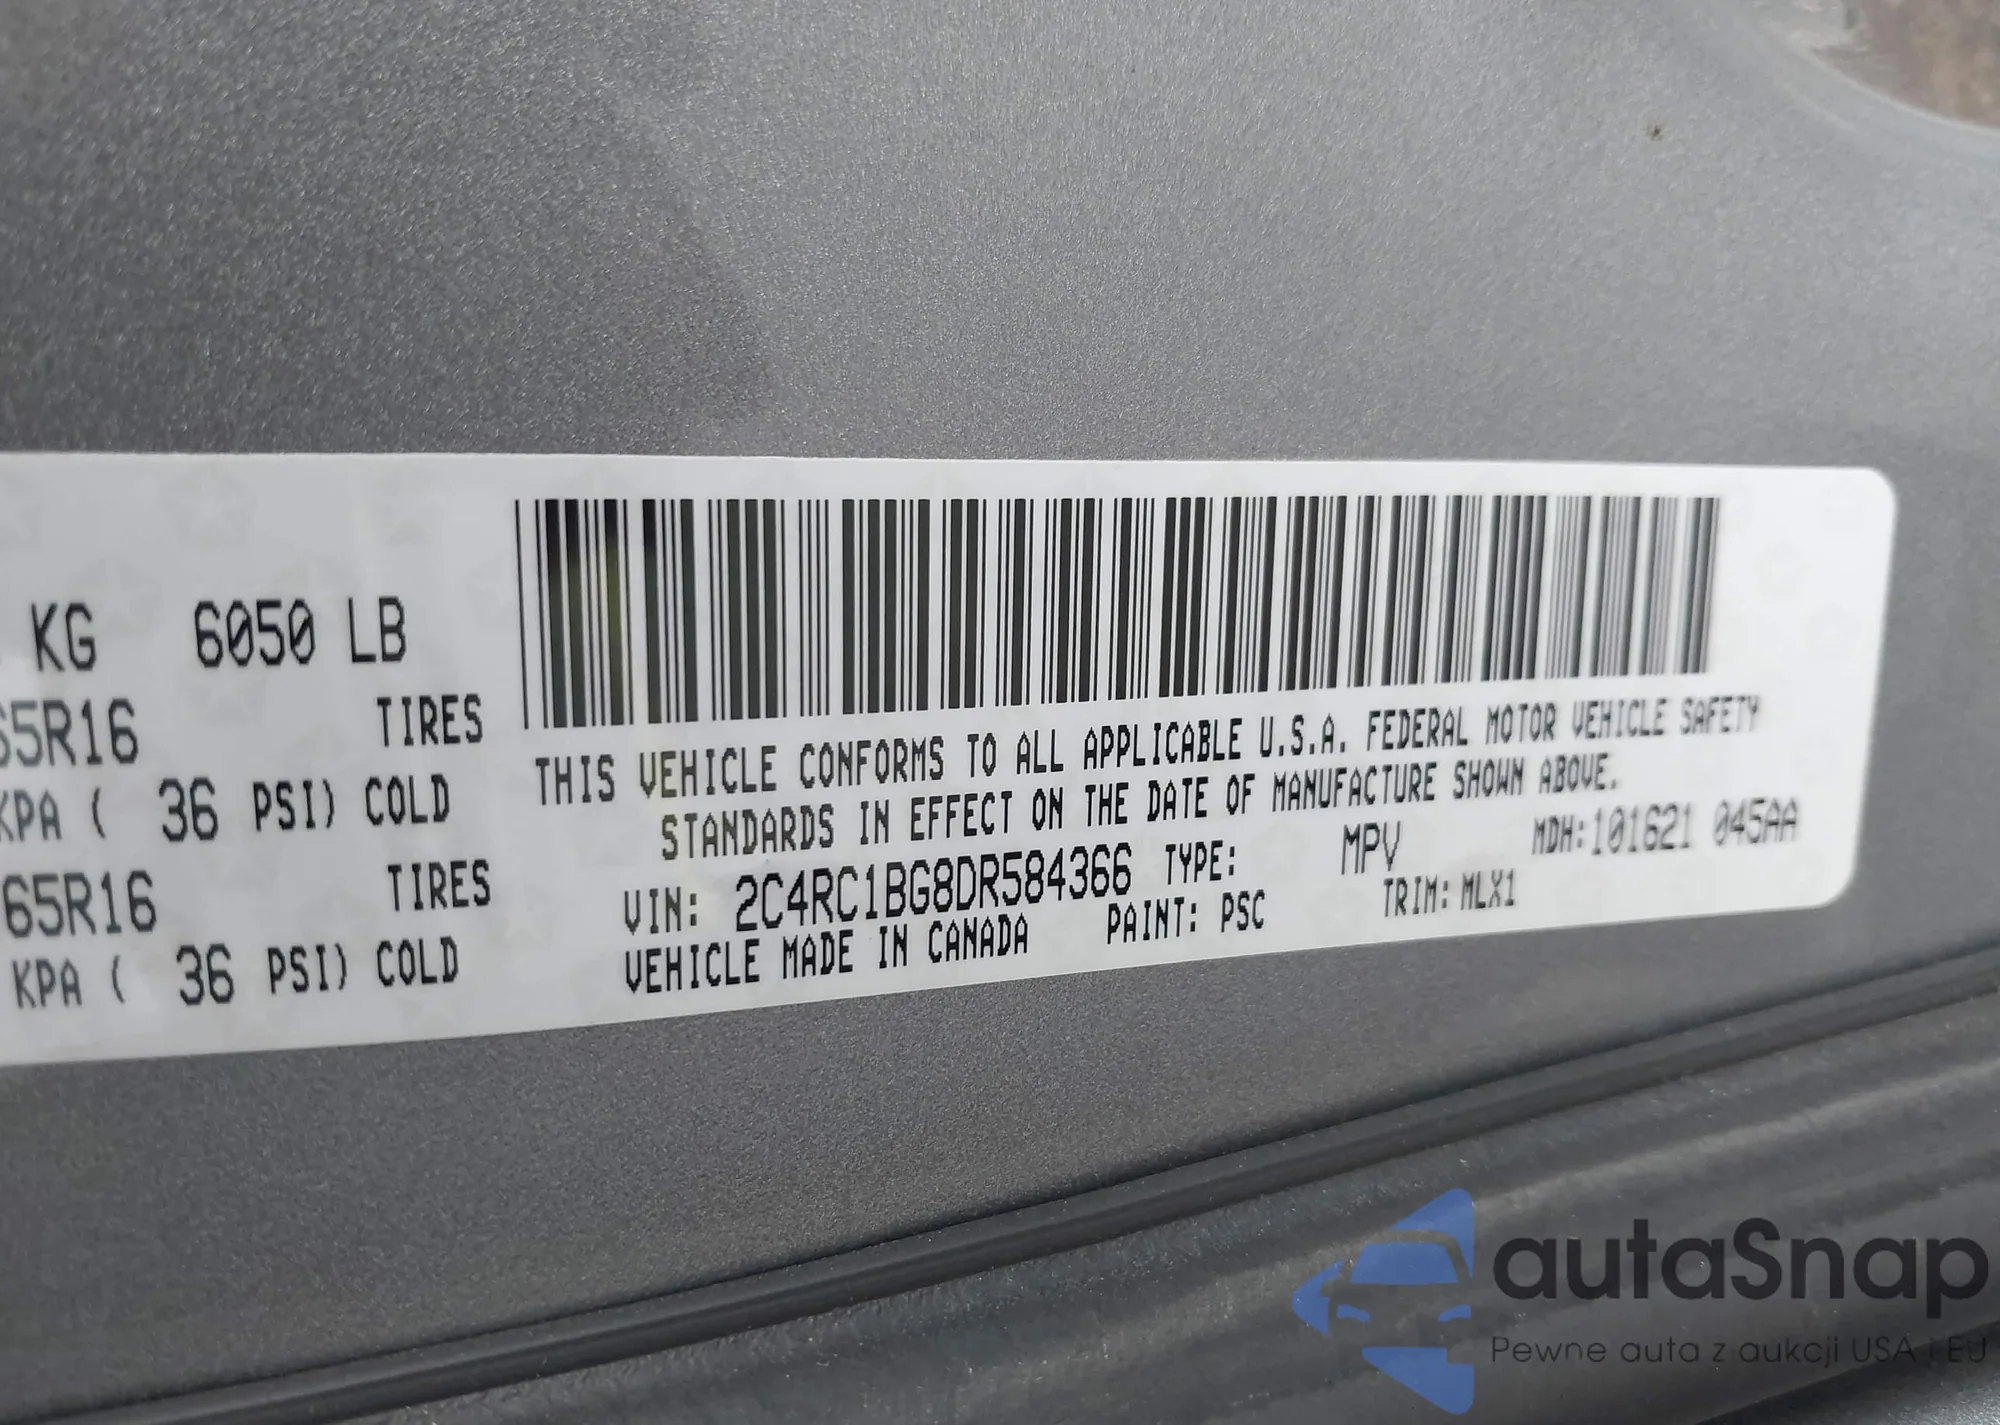 KG 6050 LB
65R16 TIRES
KPA ( 36 PSI) COLD
65R16 TIRES
KPA ( 36 PSI) COLD
THIS VEHICLE CONFORMS TO ALL APPLICABLE U.S.A. FEDERAL MOTOR VEHICLE SAFETY
STANDARDS IN EFFECT ON THE DATE OF MANUFACTURE SHOWN ABOVE.
VIN: 2C4RC1BG8DR584366 TYPE: MPV MDH:101621 045AA
VEHICLE MADE IN CANADA PAINT: PSC TRIM: MLX1
autaSnap
Pewne auta z aukcji USA i EU